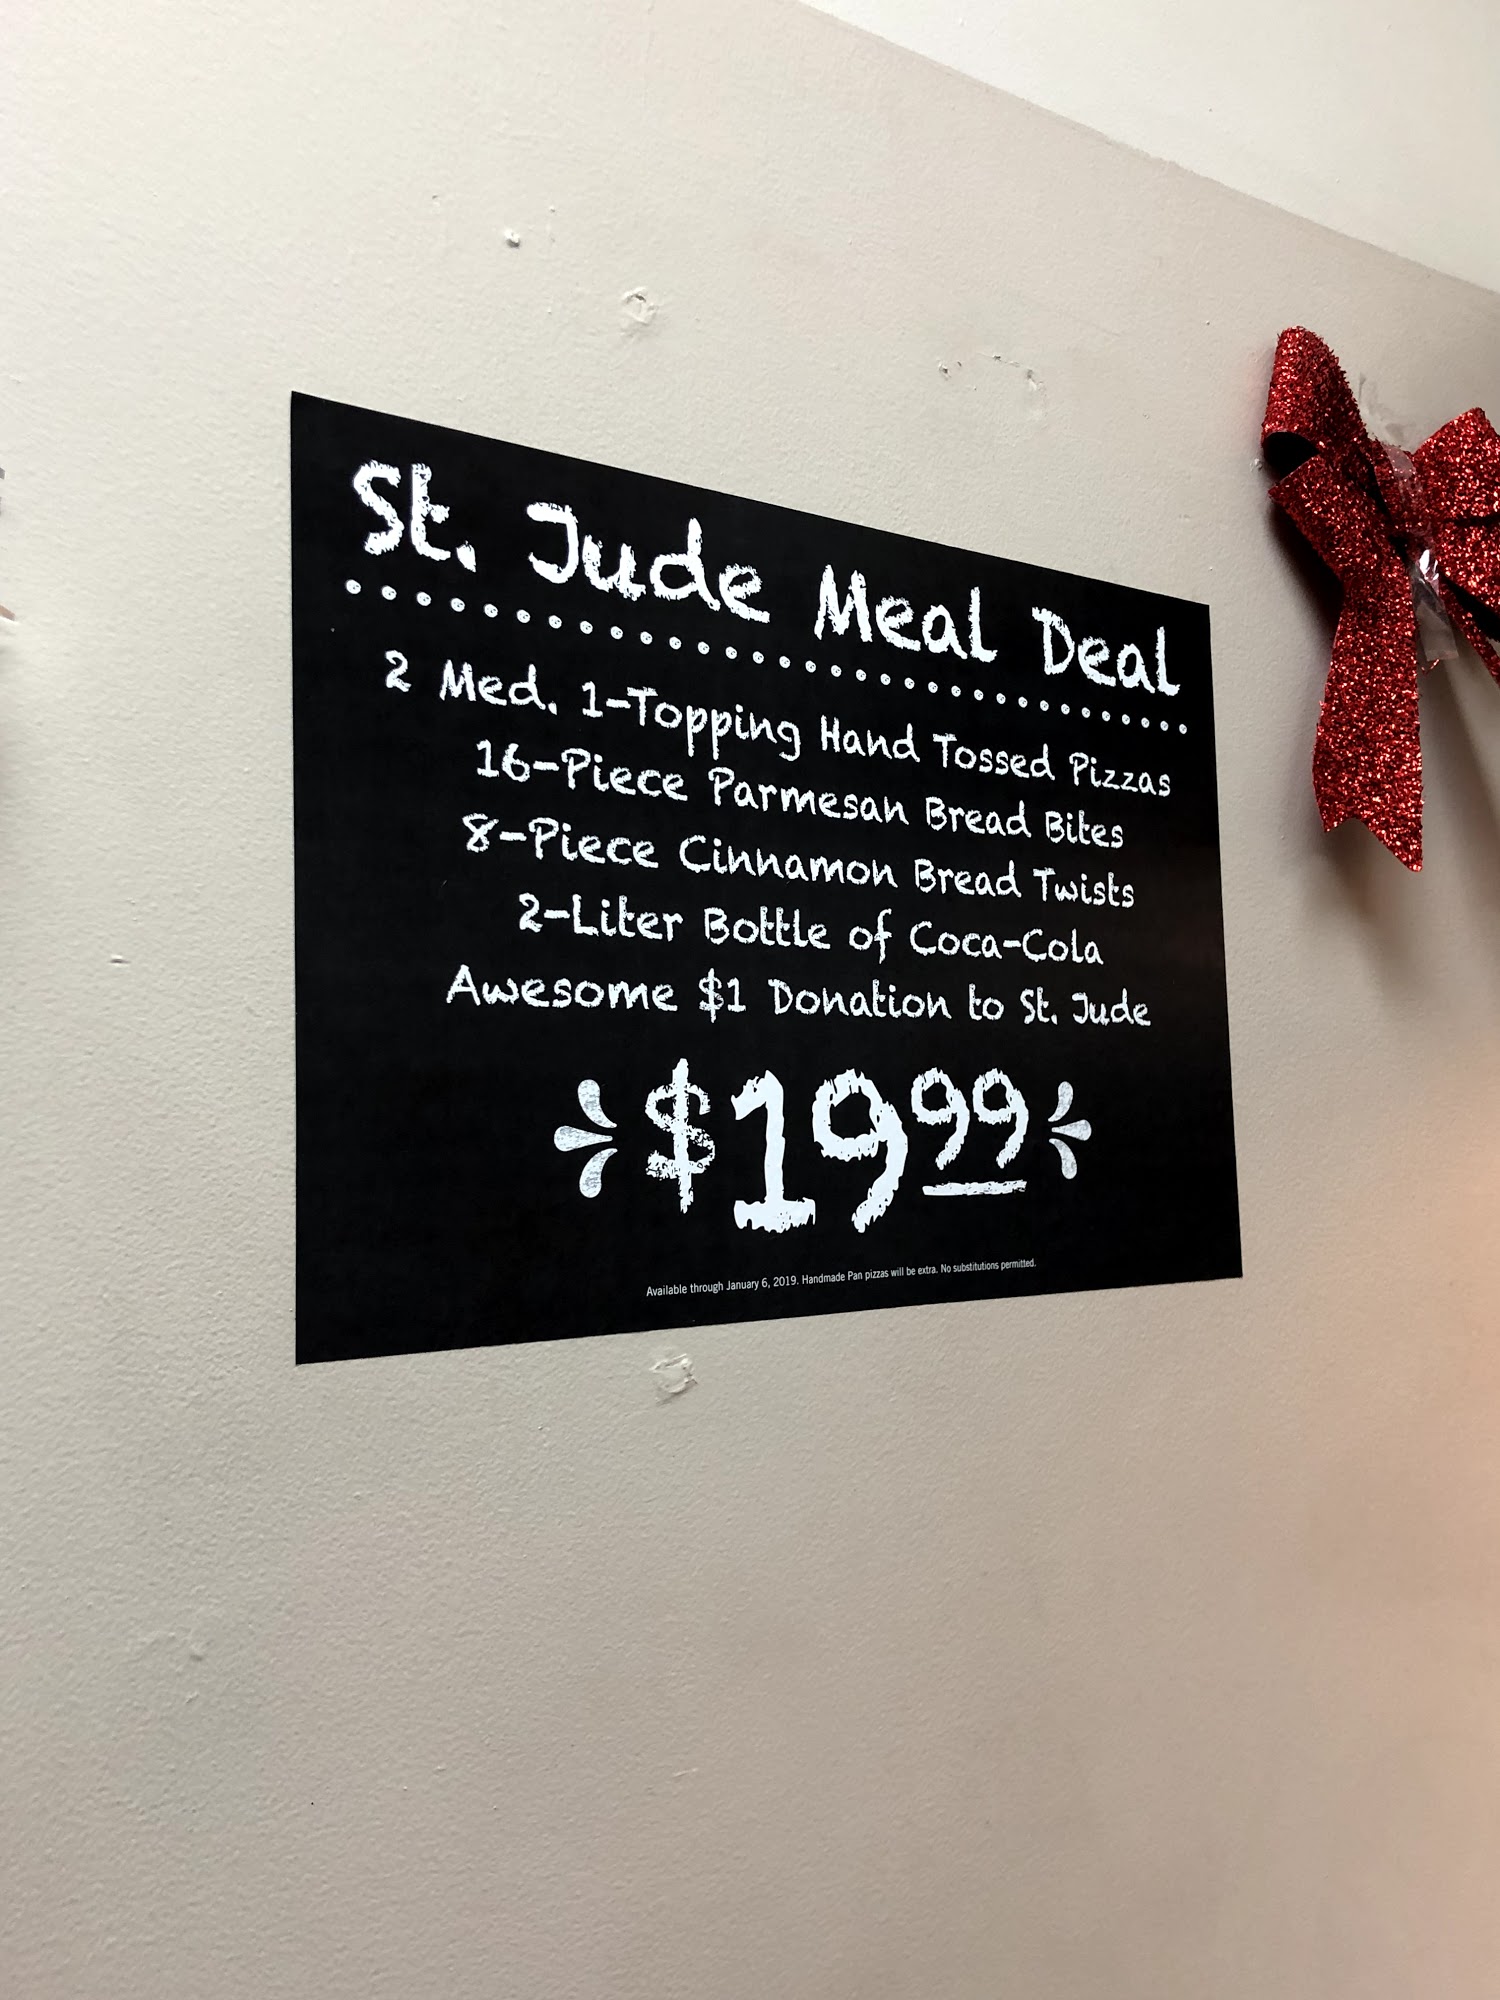 St. Jude Meal Deal
2 Med. 1-Topping Hand Tossed Pizzas
16-Piece Parmesan Bread Bites
8-Piece Cinnamon Bread Twists
2-Liter Bottle of Coca-Cola
Awesome $1 Donation to St. Jude
$19 99
Available through January 6, 2019. Handmade Pan pizzas will be extra. No substitutions permitted.